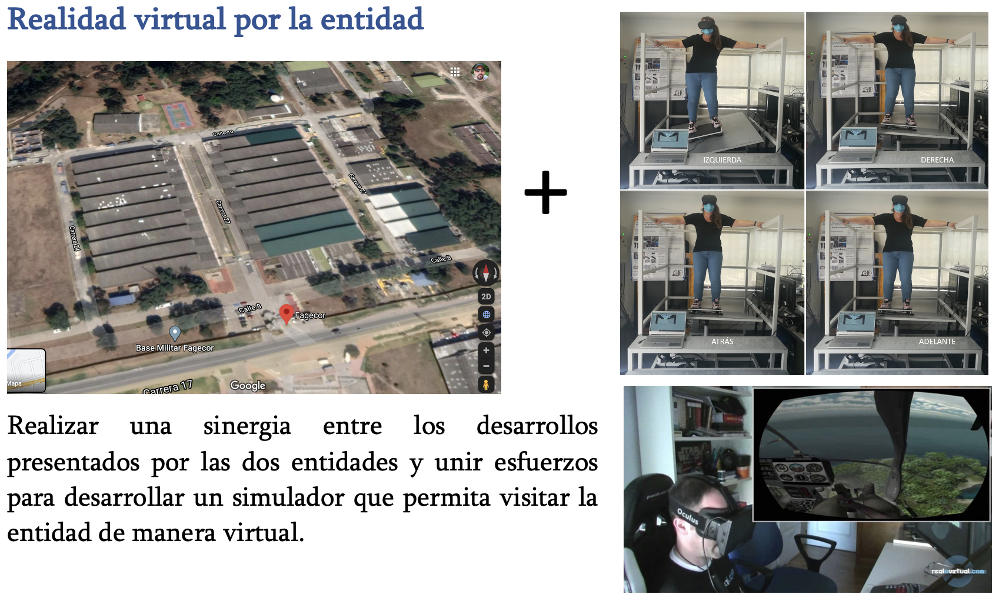 Realidad virtual por la entidad
Calle 10
Carrera 21
Carrera 23
Carrera 24
Calle 8
2D
Calle 8
Fagecor
Base Militar Fagecor
Mapa
Google
Carrera 17
IZQUIERDA
DERECHA
ATRÁS
ADELANTE
Realizar una sinergia entre los desarrollos
presentados por las dos entidades y unir esfuerzos
para desarrollar un simulador que permita visitar la
entidad de manera virtual.
STAR
WARS
Oculus
realovirtual.com